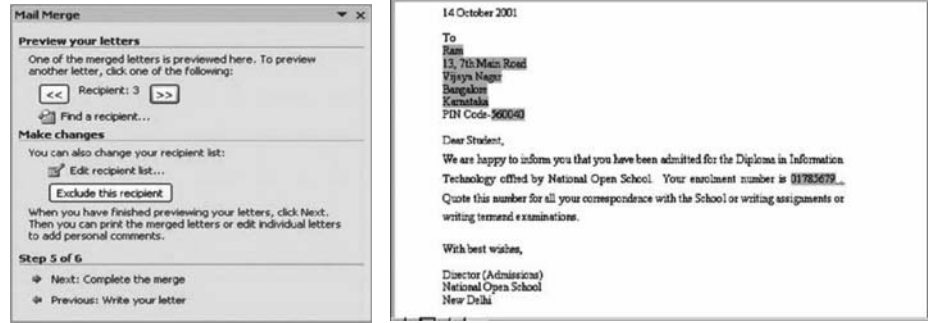 Mail Merge
Preview your letters
One of the merged letters is previewed here. To preview
another letter, click one of the following:
<< Recipient: 3 >>
Find a recipient...
Make changes
You can also change your recipient list:
Edit recipient list...
Exclude this recipient
When you have finished previewing your letters, click Next.
Then you can print the merged letters or edit individual letters
to add personal comments.
Step 5 of 6
Next: Complete the merge
Previous: Write your letter
14 October 2001
To
Ram
13, 7th Main Road
Vijaya Nagar
Bangalore
Karnataka
PIN Code-560040
Dear Student,
We are happy to inform you that you have been admitted for the Diploma in Information
Technology offred by National Open School. Your enrolment number is 01785679
Quote this number for all your correspondence with the School or writing assignments or
writing termend examinations.
With best wishes,
Director (Admissions)
National Open School
New Delhi